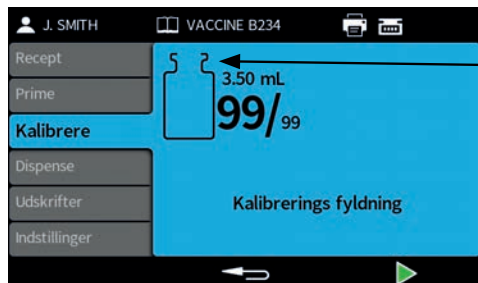 J. SMITH VACCINE B234
Recept
Prime
Kalibrere
Dispense
Udskrifter
Indstillinger
3.50 mL
99/99
Kalibrerings fyldning